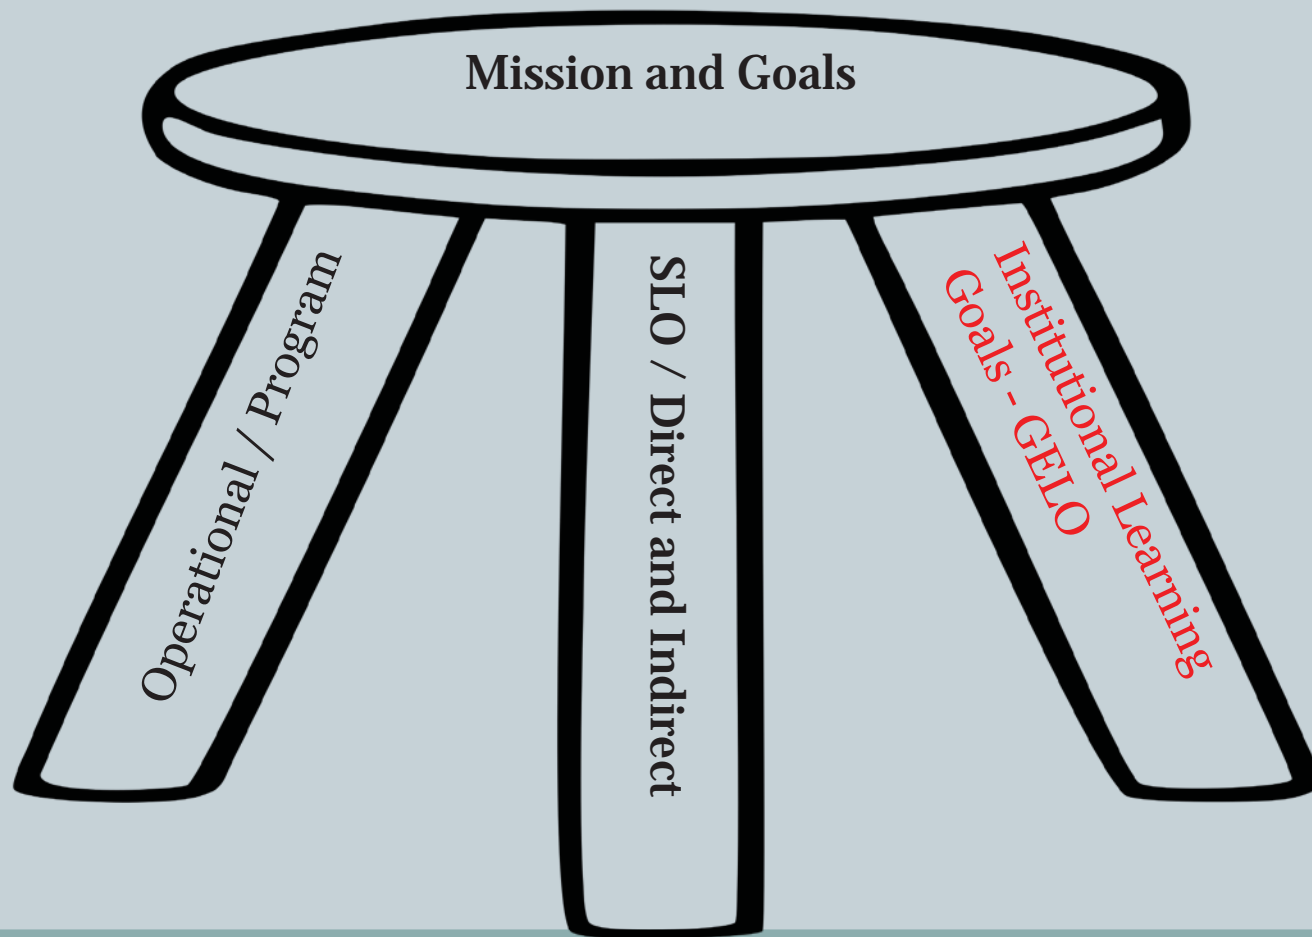 Mission and Goals
Operational / Program
SLO / Direct and Indirect
Institutional Learning
Goals - GELO